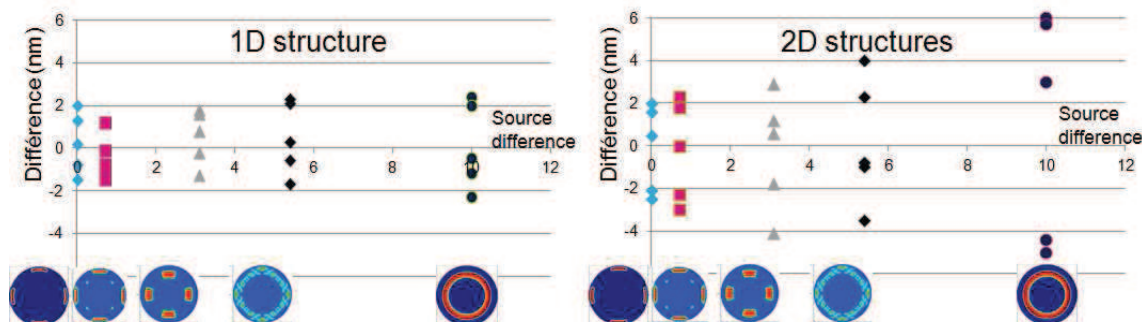 1D structure
Différence (nm)
6
4
2
0
-2
-4
0 2 4 6 8 10 12
Source
difference
2D structures
Différence (nm)
6
4
2
0
-2
-4
0 2 4 6 8 10 12
Source
difference